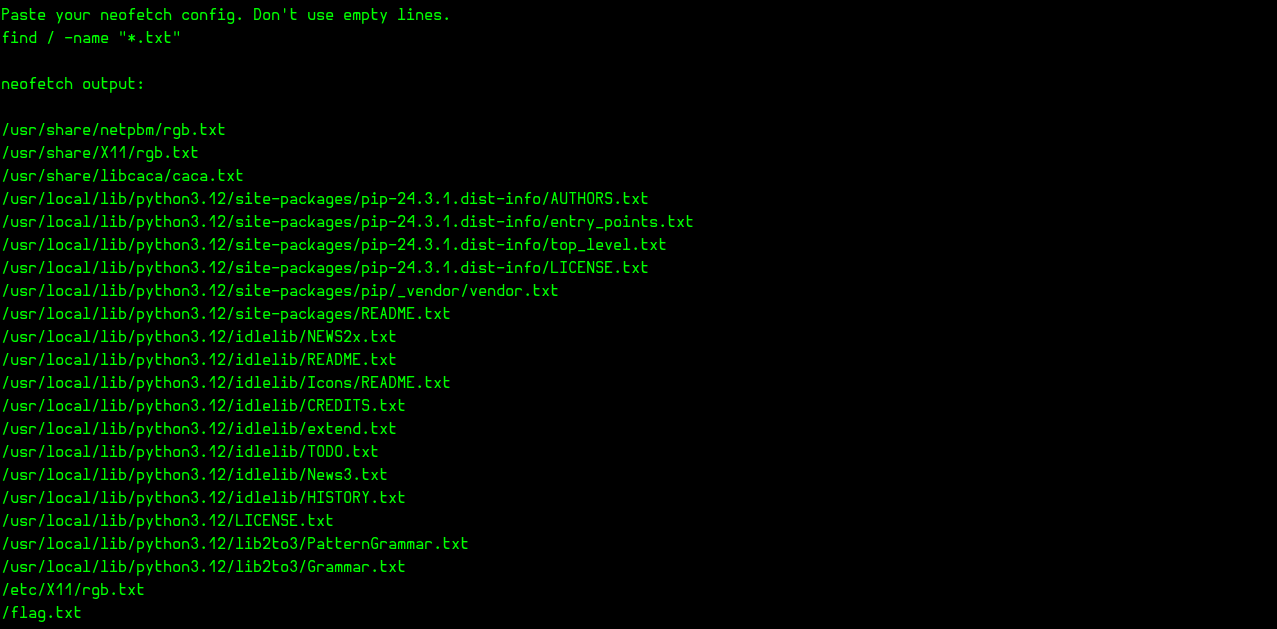 Paste your neofetch config. Don't use empty lines.
find / -name "*.txt"
neofetch output:
/usr/share/netpbm/rgb.txt
/usr/share/X11/rgb.txt
/usr/share/libcaca/caca.txt
/usr/local/lib/python3.12/site-packages/pip-24.3.1.dist-info/AUTHORS.txt
/usr/local/lib/python3.12/site-packages/pip-24.3.1.dist-info/entry_points.txt
/usr/local/lib/python3.12/site-packages/pip-24.3.1.dist-info/top_level.txt
/usr/local/lib/python3.12/site-packages/pip-24.3.1.dist-info/LICENSE.txt
/usr/local/lib/python3.12/site-packages/pip/_vendor/vendor.txt
/usr/local/lib/python3.12/site-packages/README.txt
/usr/local/lib/python3.12/idlelib/NEWS2x.txt
/usr/local/lib/python3.12/idlelib/README.txt
/usr/local/lib/python3.12/idlelib/Icons/README.txt
/usr/local/lib/python3.12/idlelib/CREDITS.txt
/usr/local/lib/python3.12/idlelib/extend.txt
/usr/local/lib/python3.12/idlelib/TODO.txt
/usr/local/lib/python3.12/idlelib/News3.txt
/usr/local/lib/python3.12/idlelib/HISTORY.txt
/usr/local/lib/python3.12/LICENSE.txt
/usr/local/lib/python3.12/lib2to3/PatternGrammar.txt
/usr/local/lib/python3.12/lib2to3/Grammar.txt
/etc/X11/rgb.txt
/flag.txt